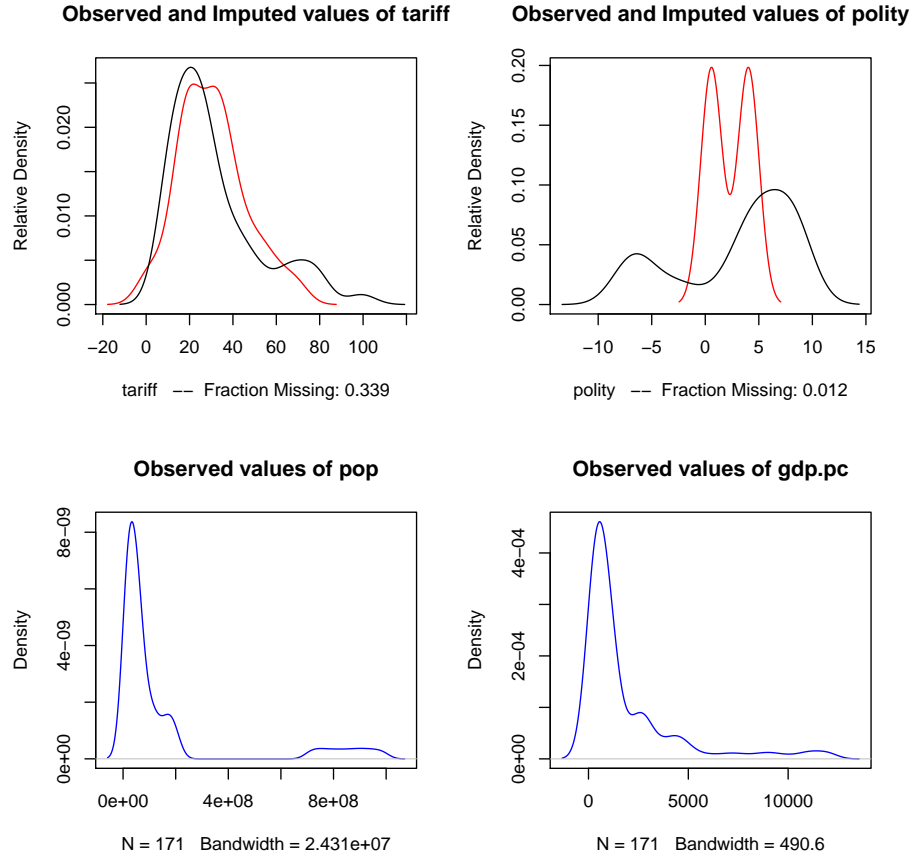 Observed and Imputed values of tariff
Relative Density
0.000 0.010 0.020
−20 0 20 40 60 80 100
tariff −− Fraction Missing: 0.339
Observed and Imputed values of polity
Relative Density
0.00 0.05 0.10 0.15 0.20
−10 −5 0 5 10 15
polity −− Fraction Missing: 0.012
Observed values of pop
Density
0e+00 4e−09 8e−09
0e+00 4e+08 8e+08
N = 171 Bandwidth = 2.431e+07
Observed values of gdp.pc
Density
0e+00 2e−04 4e−04
0 5000 10000
N = 171 Bandwidth = 490.6